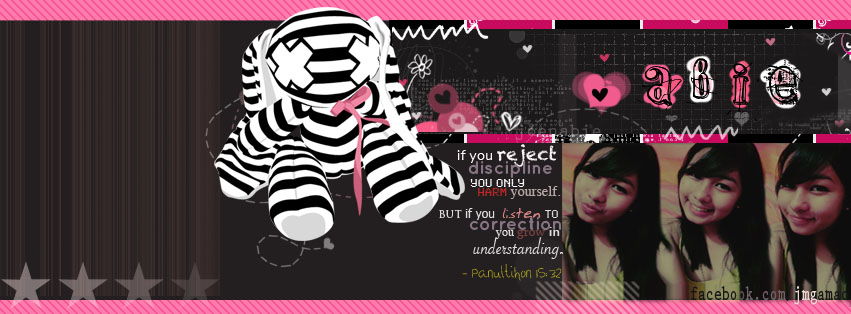 abie
if you reject
discipline
YOU ONLY
HARM yourself.
BUT if you listen TO
correction
you grow in
understanding.
- Panultihon 15:32
facebook.com/jmgamad